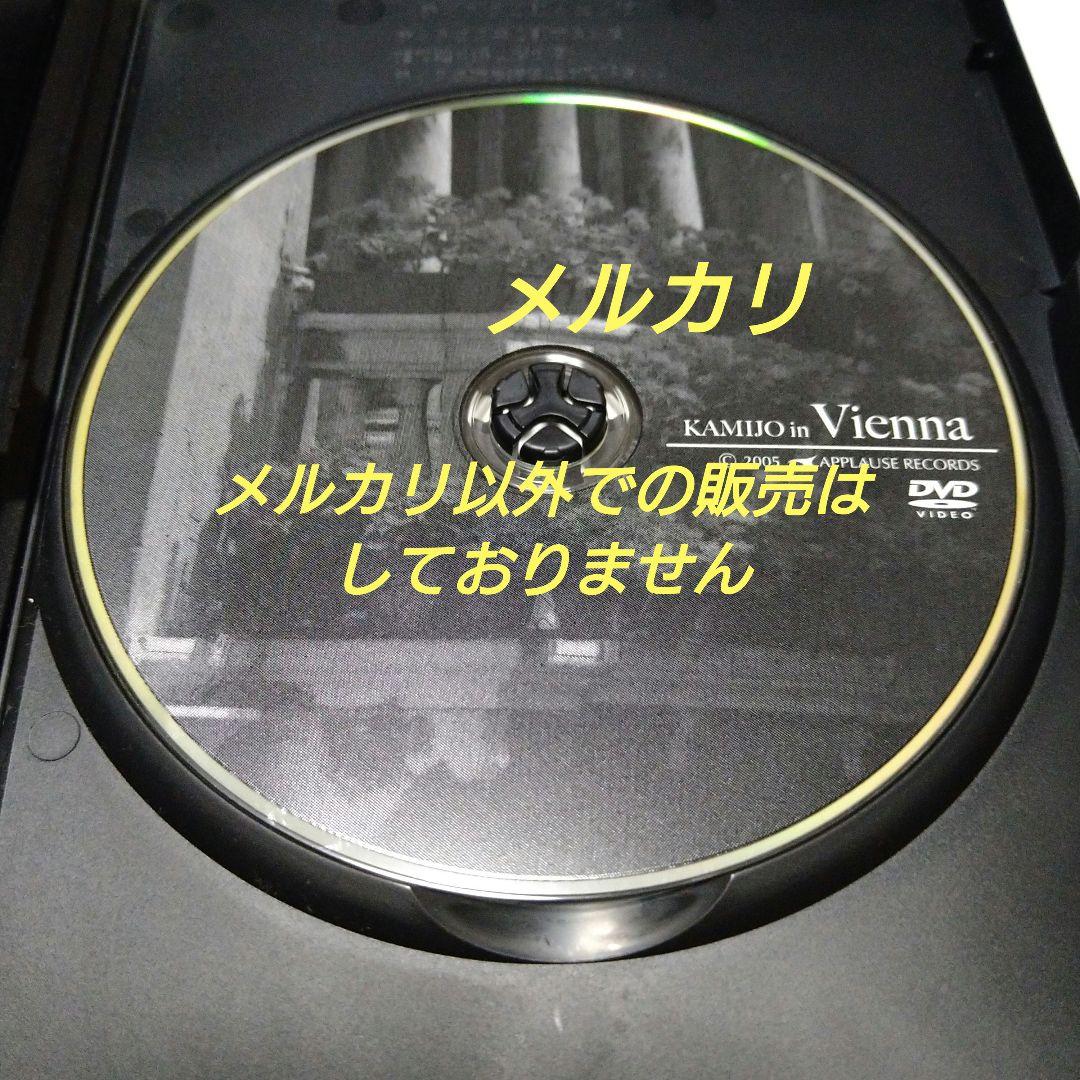 メルカリ
KAMIJO in Vienna
© 2005 APPLAUSE RECORDS
メルカリ以外での販売は
DVD
VIDEO
しておりません